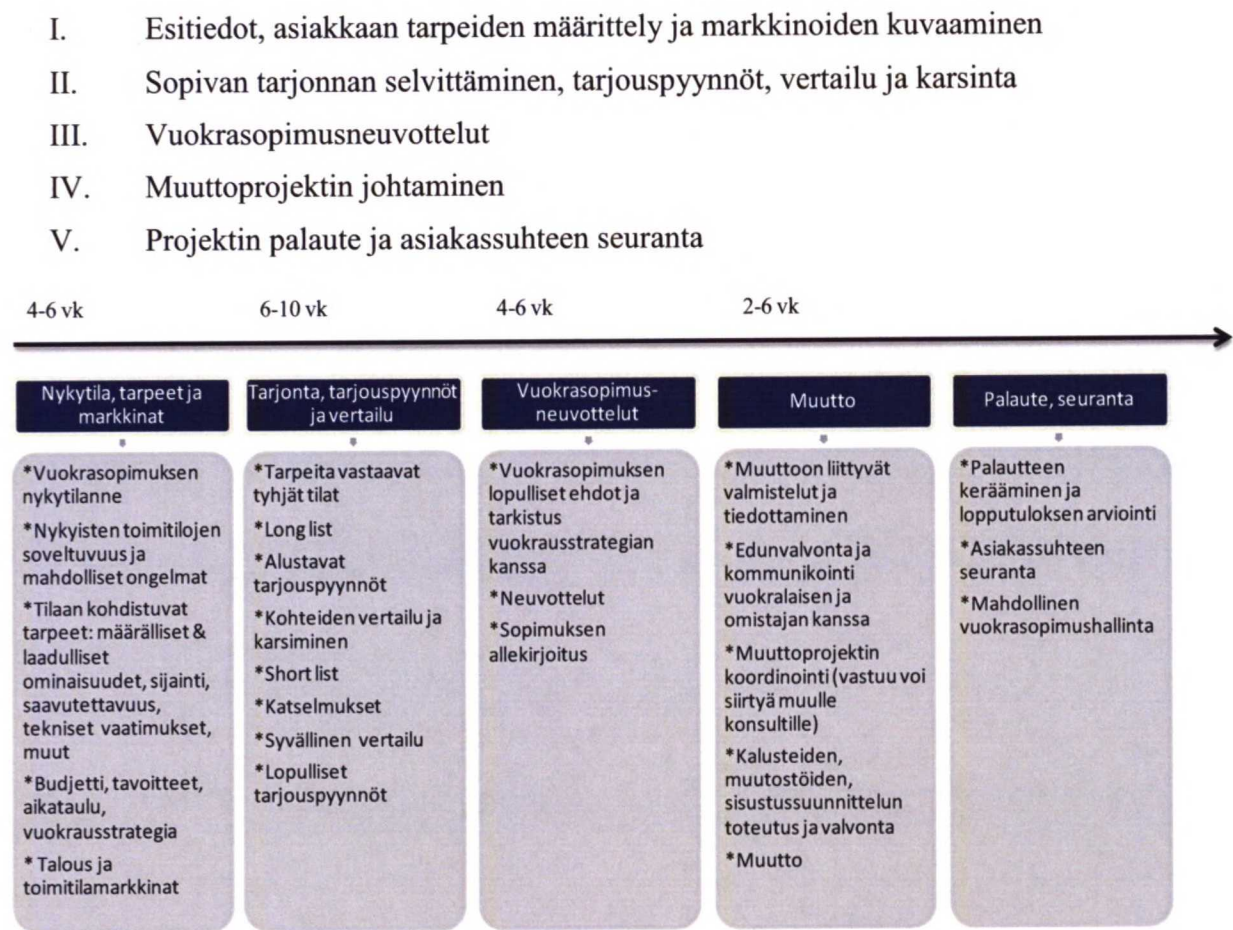 I. Esitiedot, asiakkaan tarpeiden määrittely ja markkinoiden kuvaaminen
II. Sopivan tarjonnan selvittäminen, tarjouspyynnöt, vertailu ja karsinta
III. Vuokrasopimusneuvottelut
IV. Muuttoprojektin johtaminen
V. Projektin palaute ja asiakassuhteen seuranta
4-6 vk
6-10 vk
4-6 vk
2-6 vk
Nykytila, tarpeet ja
markkinat
*Vuokrasopimuksen
nykytilanne
*Nykyisten toimitilojen
soveltuvuus ja
mahdolliset ongelmat
*Tilaan kohdistuvat
tarpeet: määrälliset &
laadulliset
ominaisuudet, sijainti,
saavutettavuus,
tekniset vaatimukset,
muut
*Budjetti, tavoitteet,
aikataulu,
vuokrausstrategia
* Talous ja
toimitilamarkkinat
Tarjonta, tarjouspyynnöt
ja vertailu
*Tarpeita vastaavat
tyhjät tilat
*Long list
*Alustavat
tarjouspyynnöt
*Kohteiden vertailu ja
karsiminen
*Short list
*Katselmukset
*Syvällinen vertailu
*Lopulliset
tarjouspyynnöt
Vuokrasopimus-
neuvottelut
*Vuokrasopimuksen
lopulliset ehdot ja
tarkistus
vuokrausstrategian
kanssa
*Neuvottelut
*Sopimuksen
allekirjoitus
Muutto
*Muuttoon liittyvät
valmistelut ja
tiedottaminen
*Edunvalvonta ja
kommunikointi
vuokralaisen ja
omistajan kanssa
*Muuttoprojektin
koordinointi (vastuu voi
siirtyä muulle
konsultille)
*Kalusteiden,
muutostöiden,
sisustussuunnittelun
toteutus ja valvonta
*Muutto
Palaute, seuranta
*Palautteen
kerääminen ja
lopputuloksen arviointi
*Asiakassuhteen
seuranta
*Mahdollinen
vuokrasopimushallinta